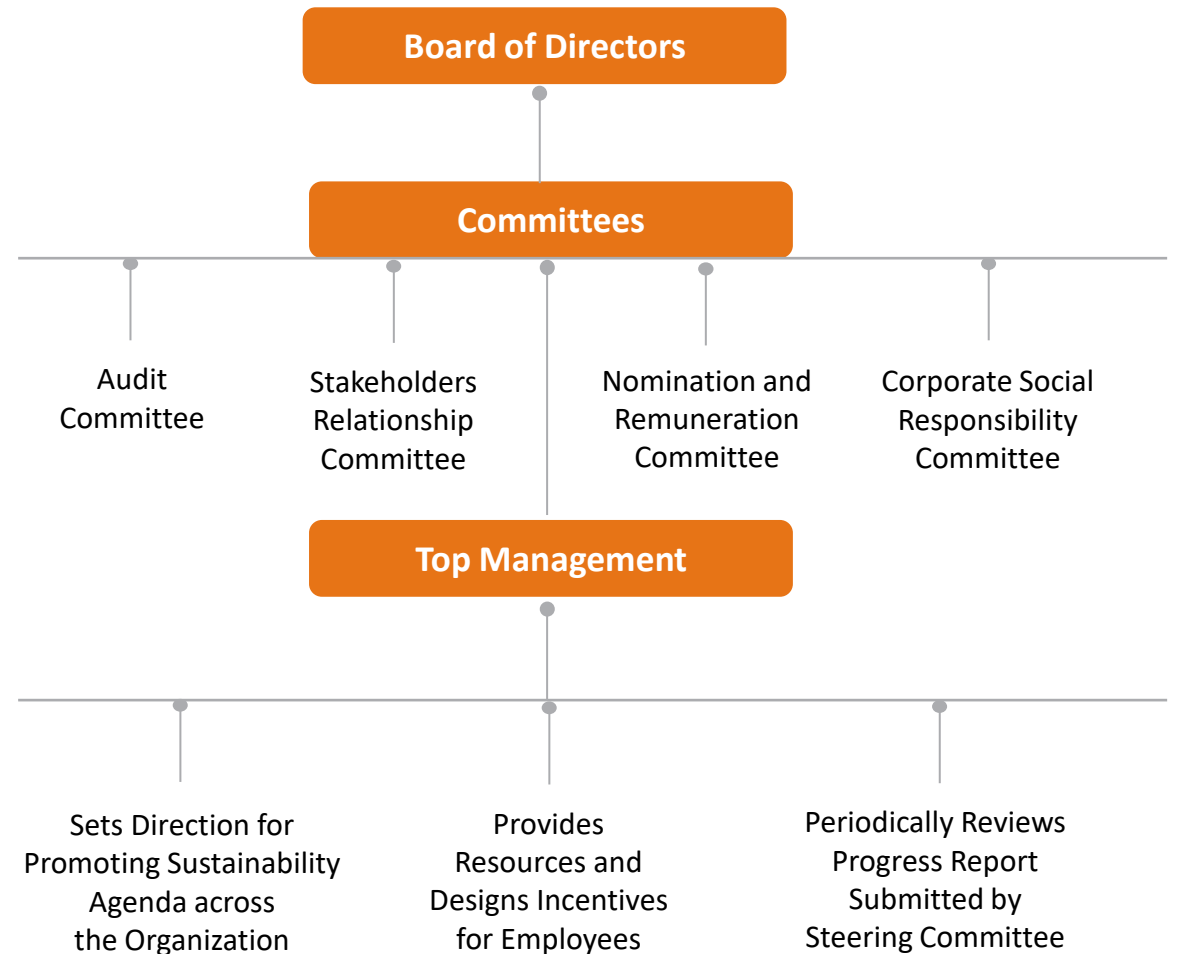 Board of Directors
Committees
Audit
Committee
Stakeholders
Relationship
Committee
Nomination and
Remuneration
Committee
Corporate Social
Responsibility
Committee
Top Management
Sets Direction for
Promoting Sustainability
Agenda across
the Organization
Provides
Resources and
Designs Incentives
for Employees
Periodically Reviews
Progress Report
Submitted by
Steering Committee